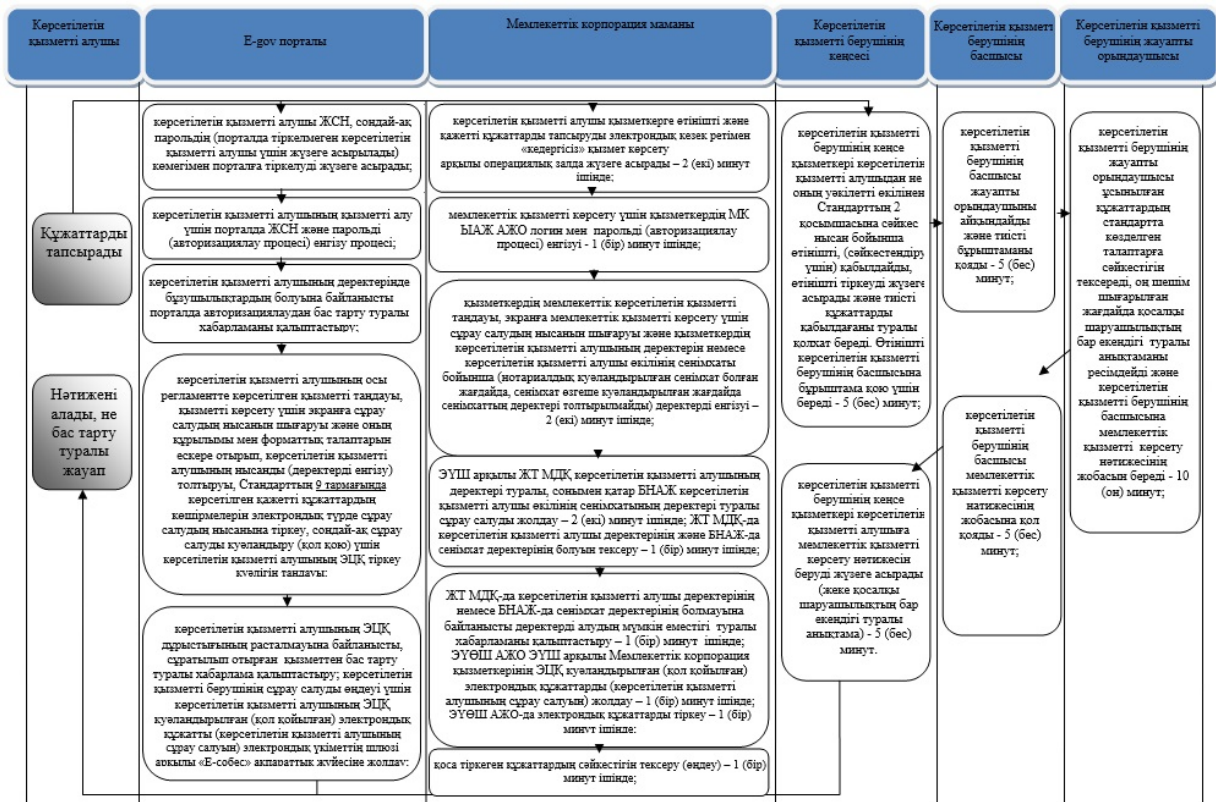 Көрсетілетін
қызметті алушы
E-gov порталы
Мемлекеттік корпорация маманы
Көрсетілетін
қызметті берушінің
кеңсесі
Көрсетілетін қызметті
берушінің
басшысы
Көрсетілетін қызметті
берушінің жауапты
орындаушысы
Құжаттарды
тапсырады
Нәтижені
алады, не
бас тарту
туралы
жауап
көрсетілетін қызметті алушы ЖСН, сондай-ақ
парольдің (порталда тіркелмеген көрсетілетін
қызметті алушы үшін жүзеге асырылады)
көмегімен порталға тіркелуді жүзеге асырады;
көрсетілетін қызметті алушының қызметті алу
үшін порталда ЖСН және парольді
(авторизациялау процесі) енгізу процесі;
көрсетілетін қызметті алушының деректерінде
бұзушылықтардың болуына байланысты
порталда авторизациялаудан бас тарту туралы
хабарламаны қалыптастыру;
көрсетілетін қызметті алушының осы
регламентте көрсетілген қызметті таңдауы,
қызметті көрсету үшін экранға сұрау
салудың нысанын шығаруы және оның
құрылымы мен форматтық талаптарын
ескере отырып, көрсетілетін қызметті
алушының нысанды (деректерді енгізу)
толтыруы, Стандарттың 9 тармағында
көрсетілген қажетті құжаттардың
көшірмелерін электрондық түрде сұрау
салудың нысанына тіркеу, сондай-ақ сұрау
салуды куәландыру (қол қою) үшін
көрсетілетін қызметті алушының ЭЦҚ тіркеу
куәлігін таңдауы;
көрсетілетін қызметті алушының ЭЦҚ
дұрыстығының расталмауына байланысты,
сұратылып отырған қызметтен бас тарту
туралы хабарлама қалыптастыру; көрсетілетін
қызметті берушінің сұрау салуды өңдеуі үшін
көрсетілетін қызметті алушының ЭЦҚ
куәландырылған (қол қойылған) электрондық
құжатты (көрсетілетін қызметті алушының
сұрау салуын) электрондық үкіметтің шлюзі
арқылы «Е-собес» ақпараттық жүйесіне жолдау;
көрсетілетін қызметті алушы қызметкерге өтінішті және
қажетті құжаттарды тапсыруды электрондық кезек ретімен
«кедергісіз» қызмет көрсету
арқылы операциялық залда жүзеге асырады – 2 (екі) минут
ішінде;
мемлекеттік қызметті көрсету үшін қызметкердің МК
ЫАЖ АЖО логин мен парольді (авторизациялау
процесі) енгізуі - 1 (бір) минут ішінде;
қызметкердің мемлекеттік көрсетілетін қызметті
таңдауы, экранға мемлекеттік қызметті көрсету үшін
сұрау салудың нысанын шығаруы және қызметкердің
көрсетілетін қызметті алушының деректерін немесе
көрсетілетін қызметті алушы өкілінің сенімхаты
бойынша (нотариалдық куәландырылған сенімхат болған
жағдайда, сенімхат өзгеше куәландырылған жағдайда
сенімхаттың деректері толтырылмайды) деректерді енгізуі –
2 (екі) минут ішінде;
ЭҮШ арқылы ЖТ МДҚ көрсетілетін қызметті алушының
деректері туралы, сонымен қатар БНАЖ көрсетілетін
қызметті алушы өкілінің сенімхатының деректері туралы
сұрау салуды жолдау – 2 (екі) минут ішінде; ЖТ МДҚ-да
көрсетілетін қызметті алушы деректерінің және БНАЖ-да
сенімхат деректерінің болуын тексеру – 1 (бір) минут ішінде;
ЖТ МДҚ-да көрсетілетін қызметті алушы деректерінің
немесе БНАЖ-да сенімхат деректерінің болмауына
байланысты деректерді алудың мүмкін еместігі туралы
хабарламаны қалыптастыру – 1 (бір) минут ішінде;
ЭҮӨШ АЖО ЭҮШ арқылы Мемлекеттік корпорация
қызметкерінің ЭЦҚ куәландырылған (қол қойылған)
электрондық құжаттарды (көрсетілетін қызметті
алушының сұрау салуын) жолдау – 1 (бір) минут ішінде;
ЭҮӨШ АЖО-да электрондық құжаттарды тіркеу – 1 (бір)
минут ішінде;
қоса тіркеген құжаттардың сәйкестігін тексеру (өңдеу) – 1 (бір)
минут ішінде;
көрсетілетін қызметті
берушінің кеңсе
қызметкері көрсетілетін
қызметті алушыдан не
оның уәкілетті өкілінен
Стандарттың 2
қосымшасына сәйкес
нысан бойынша
өтінішті, (сәйкестендіру
үшін) қабылдайды,
өтінішті тіркеуді жүзеге
асырады және тиісті
құжаттарды
қабылдағаны туралы
қолхат береді. Өтінішті
көрсетілетін қызметті
берушінің басшысына
бұрыштама қою үшін
береді - 5 (бес) минут;
көрсетілетін қызметті
берушінің кеңсе
қызметкері көрсетілетін
қызметті алушыға
мемлекеттік қызметті
көрсету нәтижесін
беруді жүзеге асырады
(жеке қосалқы
шаруашылықтың бар
екендігі туралы
анықтама) - 5 (бес)
минут.
көрсетілетін
қызметті
берушінің
басшысы
жауапты
орындаушыны
айқындайды
және тиісті
бұрыштаманы
қояды - 5 (бес)
минут;
көрсетілетін
қызметті
берушінің
басшысы
мемлекеттік
қызметті көрсету
натижесінің
жобасына қол
қояды - 5 (бес)
минут;
көрсетілетін
қызметті берушінің
жауапты
орындаушысы
ұсынылған
құжаттардың
стандартта
көзделген
талаптарға
сәйкестігін
тексереді, оң шешім
шығарылған
жағдайда қосалқы
шаруашылықтың
бар екендігі туралы
анықтаманы
ресімдейді және
көрсетілетін
қызметті берушінің
басшысына
мемлекеттік
қызметті көрсету
нәтижесінің
жобасын береді - 10
(он) минут;